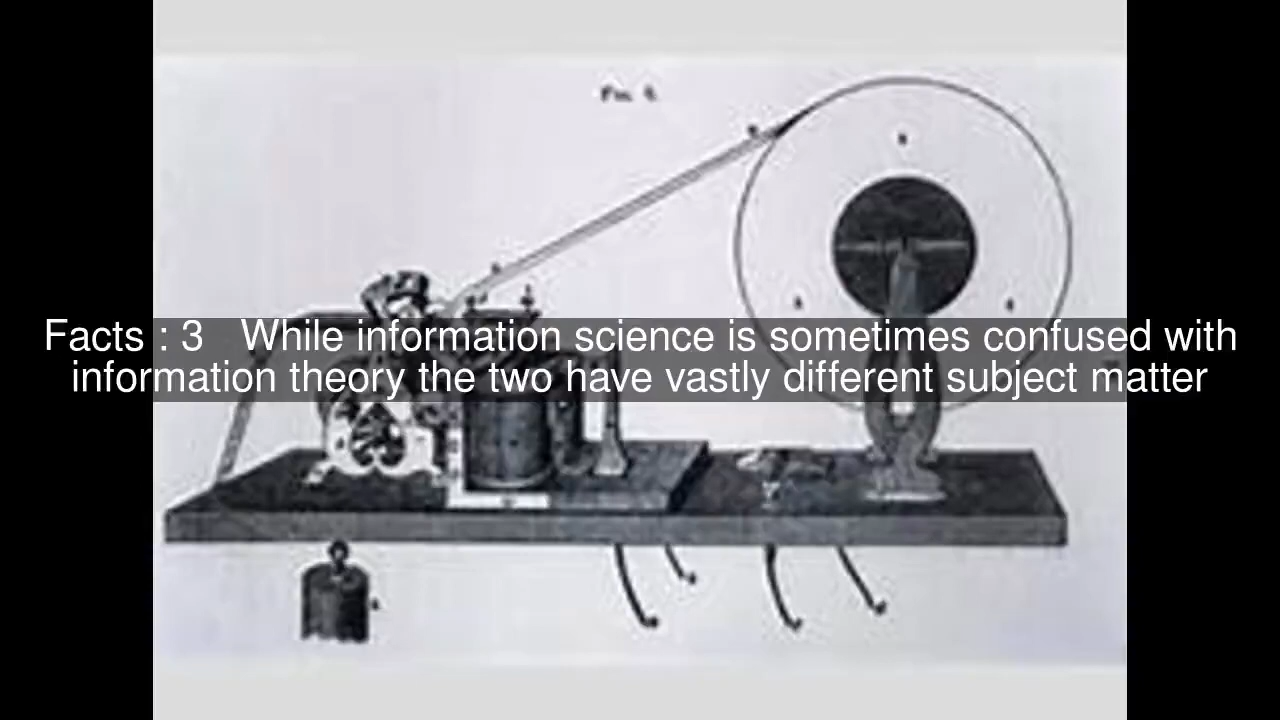 Facts : 3 While information science is sometimes confused with
information theory the two have vastly different subject matter